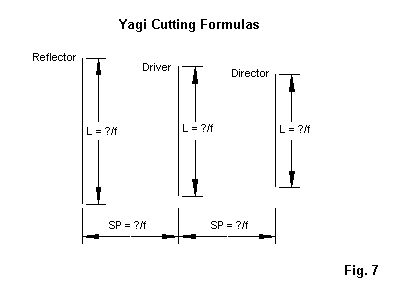 Yagi Cutting Formulas
Reflector
Driver
Director
L = ?/f
L = ?/f
L = ?/f
SP = ?/f
SP = ?/f
Fig. 7